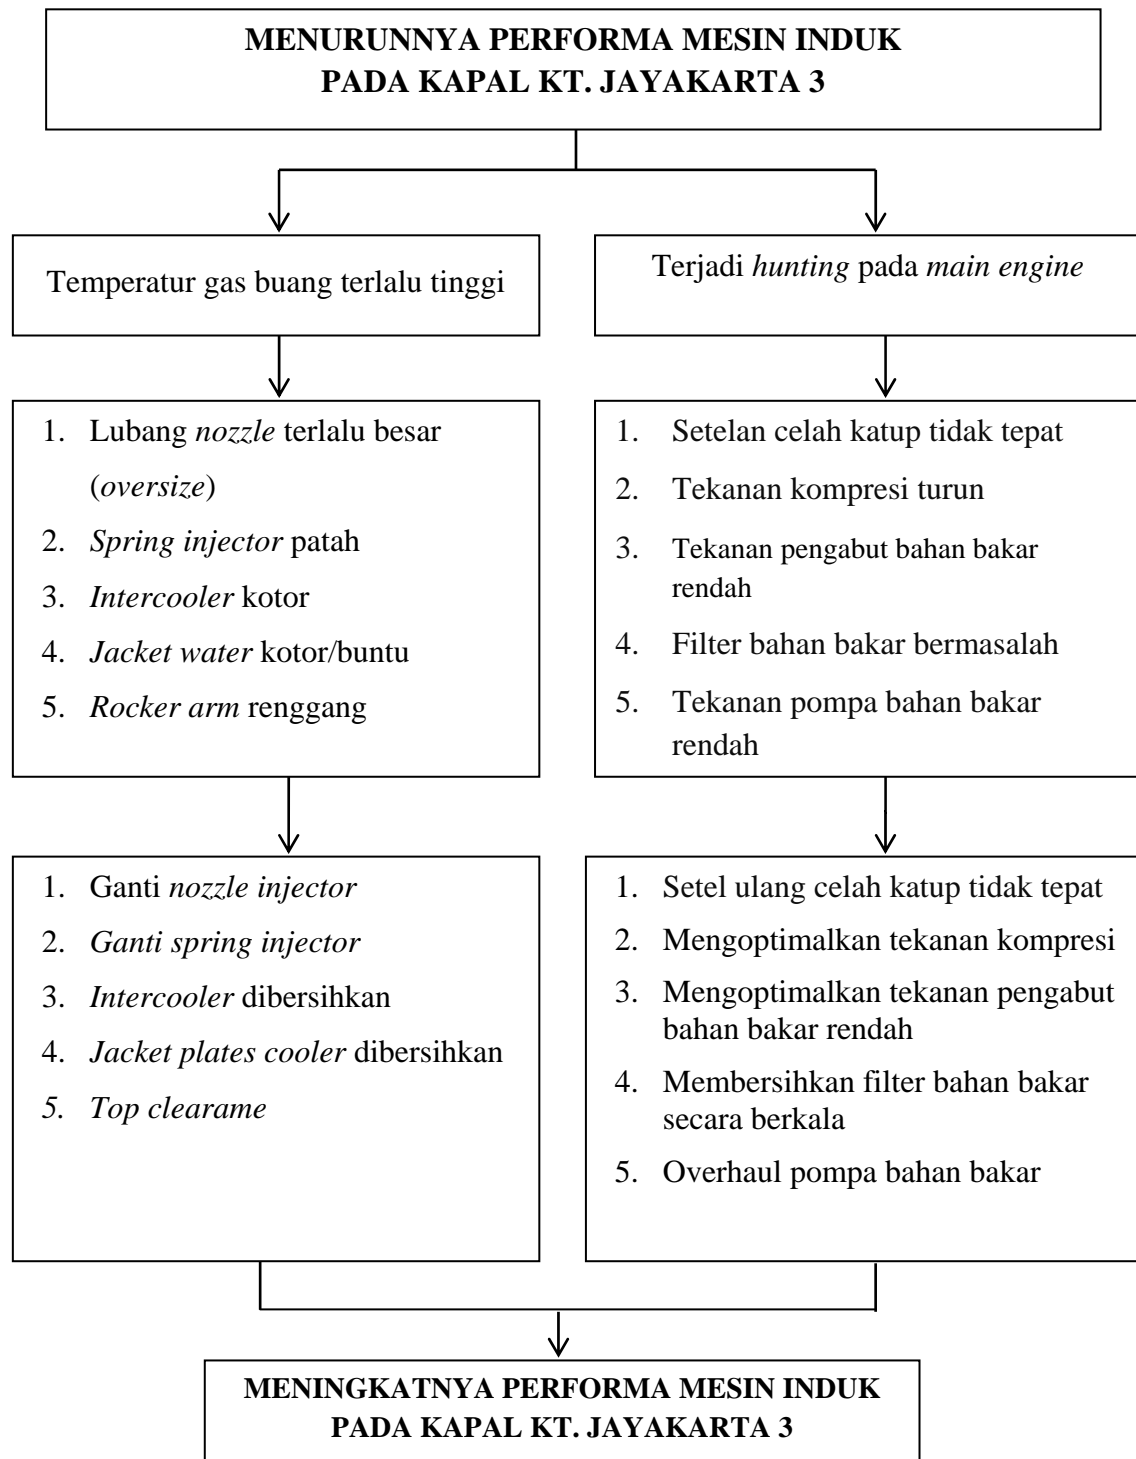 MENURUNNYA PERFORMA MESIN INDUK
PADA KAPAL KT. JAYAKARTA 3
Temperatur gas buang terlalu tinggi
Terjadi hunting pada main engine
1. Lubang nozzle terlalu besar
(oversize)
2. Spring injector patah
3. Intercooler kotor
4. Jacket water kotor/buntu
5. Rocker arm renggang
1. Setelan celah katup tidak tepat
2. Tekanan kompresi turun
3. Tekanan pengabut bahan bakar
rendah
4. Filter bahan bakar bermasalah
5. Tekanan pompa bahan bakar
rendah
1. Ganti nozzle injector
2. Ganti spring injector
3. Intercooler dibersihkan
4. Jacket plates cooler dibersihkan
5. Top clearame
1. Setel ulang celah katup tidak tepat
2. Mengoptimalkan tekanan kompresi
3. Mengoptimalkan tekanan pengabut
bahan bakar rendah
4. Membersihkan filter bahan bakar
secara berkala
5. Overhaul pompa bahan bakar
MENINGKATNYA PERFORMA MESIN INDUK
PADA KAPAL KT. JAYAKARTA 3